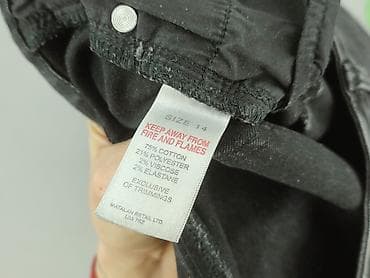 SIZE 14
KEEP AWAY FROM
FIRE AND FLAMES
75% COTTON
21% POLYESTER
2% VISCOSE
2% ELASTANE
EXCLUSIVE
OF TRIMMINGS
MATALAN RETAIL LTD.